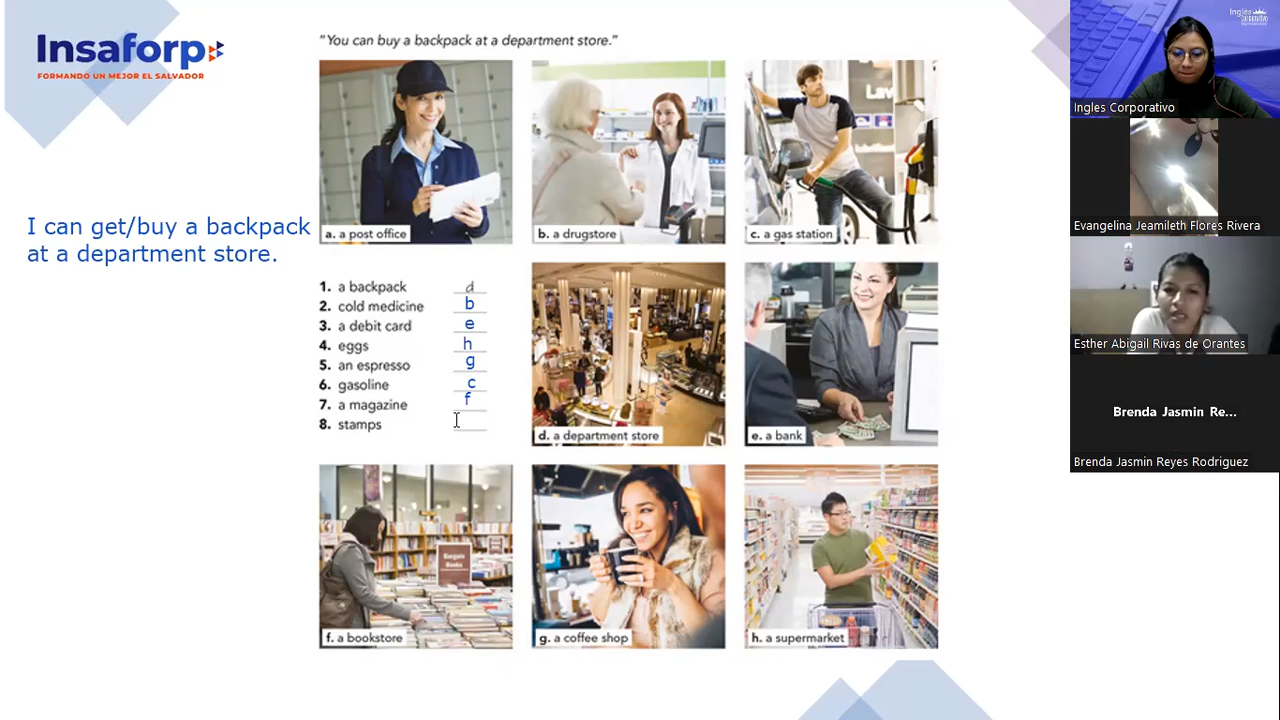 Insaforp
FORMANDO UN MEJOR EL SALVADOR
"You can buy a backpack at a department store."
I can get/buy a backpack
at a department store.
a. a post office
b. a drugstore
c. a gas station
1. a backpack d
2. cold medicine b
3. a debit card e
4. eggs h
5. an espresso g
6. gasoline c
7. a magazine f
8. stamps
d. a department store
e. a bank
Bargain
Books
f. a bookstore
g. a coffee shop
h. a supermarket
Ingles Corporativo
Evangelina Jeamileth Flores Rivera
Esther Abigail Rivas de Orantes
Brenda Jasmin Re...
Brenda Jasmin Reyes Rodriguez